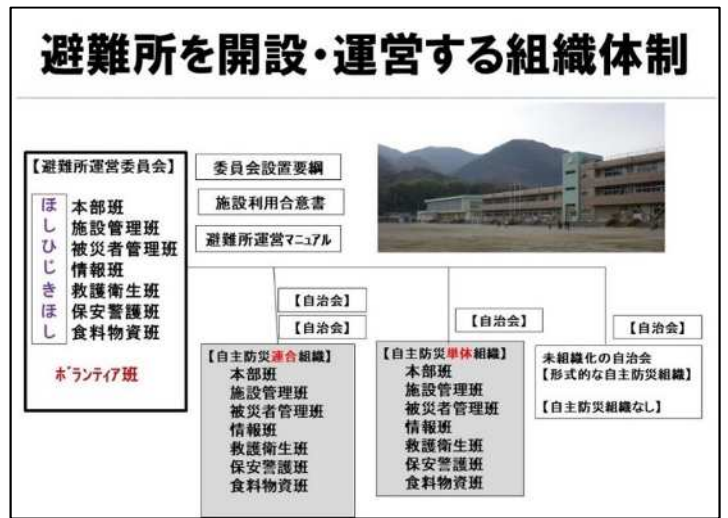 避難所を開設・運営する組織体制
【避難所運営委員会】
ほ 本部班
し 施設管理班
ひ 被災者管理班
じ 情報班
き 救護衛生班
ほ 保安警護班
し 食料物資班
ボランティア班
委員会設置要綱
施設利用合意書
避難所運営マニュアル
【自治会】
【自治会】
【自主防災連合組織】
本部班
施設管理班
被災者管理班
情報班
救護衛生班
保安警護班
食料物資班
【自治会】
【自主防災単体組織】
本部班
施設管理班
被災者管理班
情報班
救護衛生班
保安警護班
食料物資班
【自治会】
未組織化の自治会
【形式的な自主防災組織】
【自主防災組織なし】